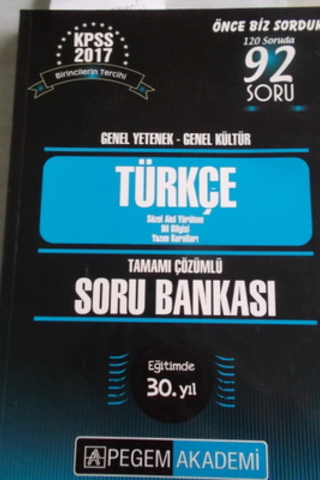 KPSS
2017
Birincilerin Tercihi
ÖNCE BİZ SORDUK
120 Soruda
92
SORU
GENEL YETENEK - GENEL KÜLTÜR
TÜRKÇE
Sözel Akıl Yürütme
Dil Bilgisi
Yazım Kuralları
TAMAMI ÇÖZÜMLÜ
SORU BANKASI
Eğitimde
30. yıl
PEGEM AKADEMİ